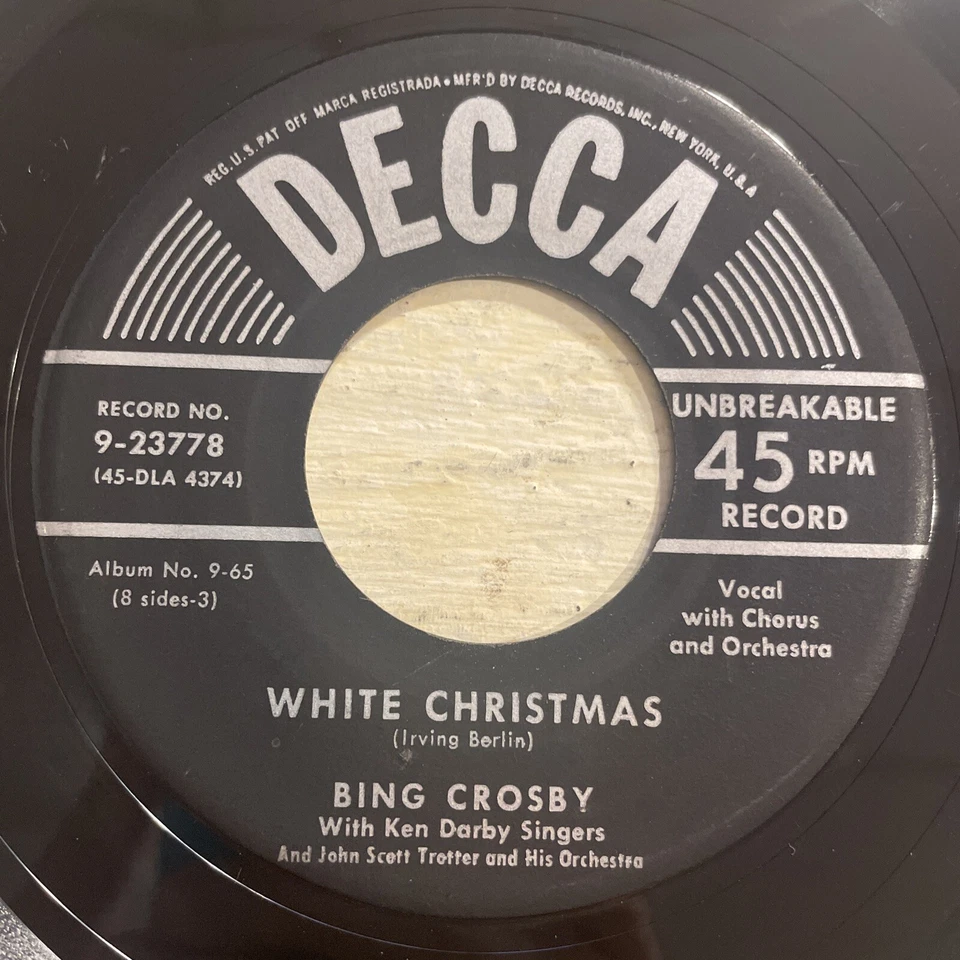 REG. U.S. PAT OFF MARCA REGISTRADA • MFR'D BY DECCA RECORDS, INC., NEW YORK, U.S.A
DECCA
RECORD NO.
9-23778
(45-DLA 4374)
UNBREAKABLE
45 RPM
RECORD
Album No. 9-65
(8 sides-3)
Vocal
with Chorus
and Orchestra
WHITE CHRISTMAS
(Irving Berlin)
BING CROSBY
With Ken Darby Singers
And John Scott Trotter and His Orchestra